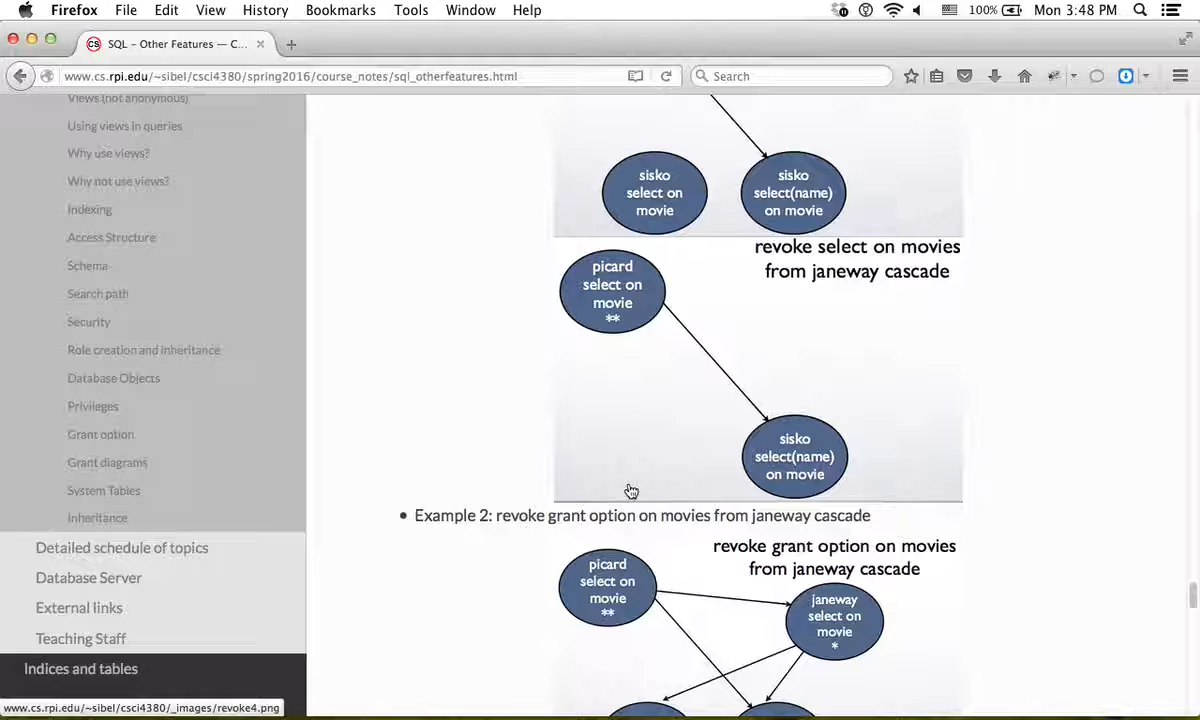 Firefox File Edit View History Bookmarks Tools Window Help 100% Mon 3:48 PM
SQL – Other Features — C...
www.cs.rpi.edu/~sibel/csci4380/spring2016/course_notes/sql_otherfeatures.html Search
Views (not anonymous)
Using views in queries
Why use views?
Why not use views?
Indexing
Access Structure
Schema
Search path
Security
Role creation and inheritance
Database Objects
Privileges
Grant option
Grant diagrams
System Tables
Inheritance
Detailed schedule of topics
Database Server
External links
Teaching Staff
Indices and tables
www.cs.rpi.edu/~sibel/csci4380/_images/revoke4.png
sisko
select on
movie
sisko
select(name)
on movie
revoke select on movies
from janeway cascade
picard
select on
movie
**
sisko
select(name)
on movie
• Example 2: revoke grant option on movies from janeway cascade
revoke grant option on movies
from janeway cascade
picard
select on
movie
**
janeway
select on
movie
*